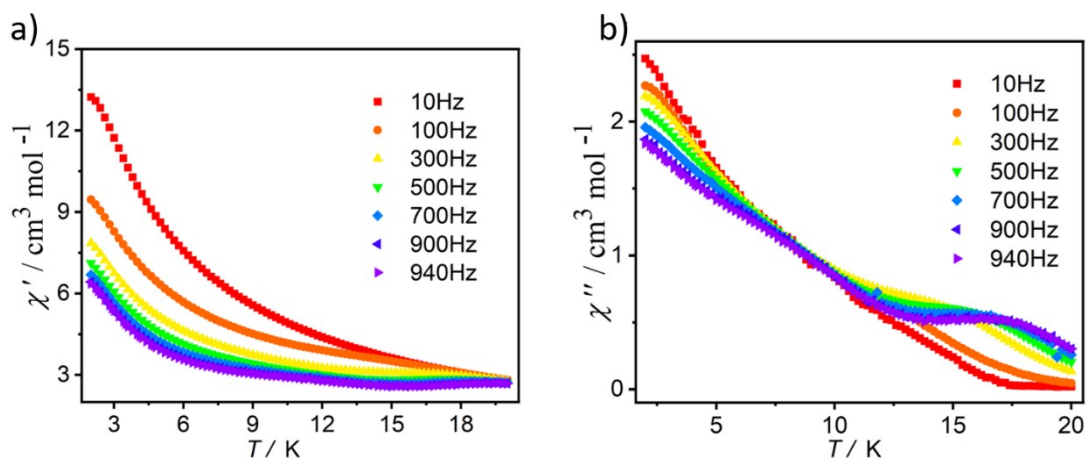 a)
15
12
9
6
3
χ′ / cm³ mol⁻¹
10Hz
100Hz
300Hz
500Hz
700Hz
900Hz
940Hz
3 6 9 12 15 18
T / K
b)
2
1
0
χ″ / cm³ mol⁻¹
10Hz
100Hz
300Hz
500Hz
700Hz
900Hz
940Hz
5 10 15 20
T / K